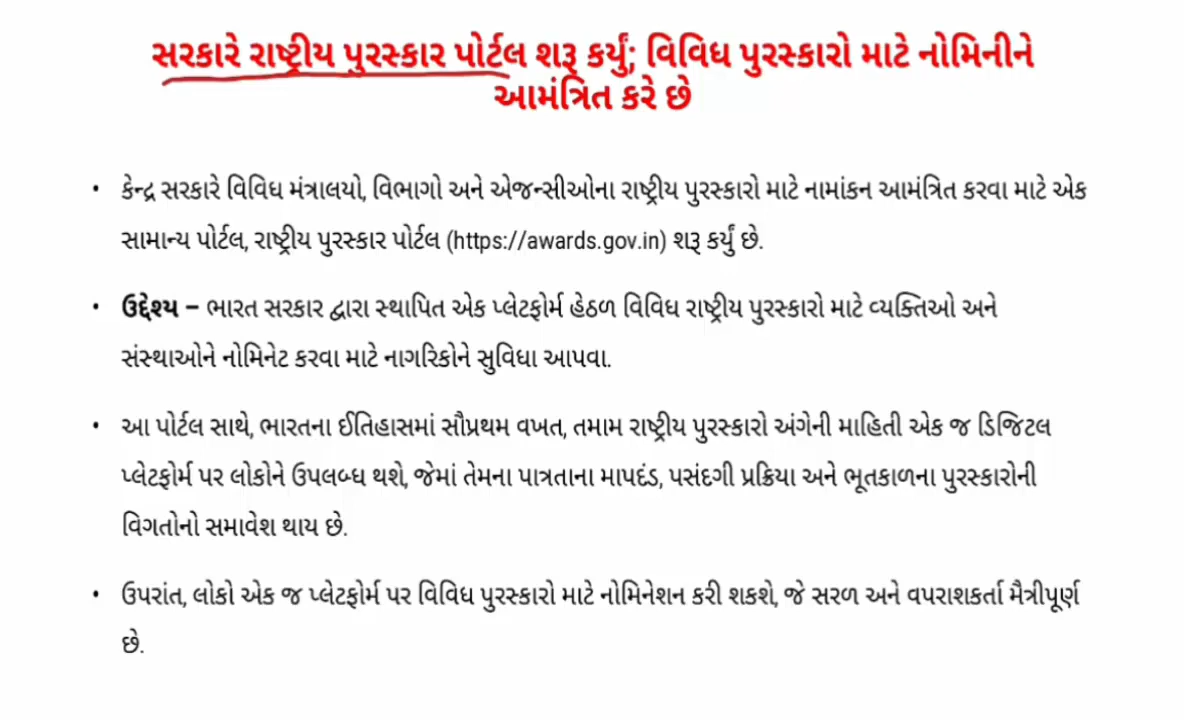 સરકારે રાષ્ટ્રીય પુરસ્કાર પોર્ટલ શરૂ કર્યું; વિવિધ પુરસ્કારો માટે નોમિનીને
આમંત્રિત કરે છે
• કેન્દ્ર સરકારે વિવિધ મંત્રાલયો, વિભાગો અને એજન્સીઓના રાષ્ટ્રીય પુરસ્કારો માટે નામાંકન આમંત્રિત કરવા માટે એક
સામાન્ય પોર્ટલ, રાષ્ટ્રીય પુરસ્કાર પોર્ટલ (https://awards.gov.in) શરૂ કર્યું છે.
• ઉદ્દેશ્ય – ભારત સરકાર દ્વારા સ્થાપિત એક પ્લેટફોર્મ હેઠળ વિવિધ રાષ્ટ્રીય પુરસ્કારો માટે વ્યક્તિઓ અને
સંસ્થાઓને નોમિનેટ કરવા માટે નાગરિકોને સુવિધા આપવા.
• આ પોર્ટલ સાથે, ભારતના ઈતિહાસમાં સૌપ્રથમ વખત, તમામ રાષ્ટ્રીય પુરસ્કારો અંગેની માહિતી એક જ ડિજિટલ
પ્લેટફોર્મ પર લોકોને ઉપલબ્ધ થશે, જેમાં તેમના પાત્રતાના માપદંડ, પસંદગી પ્રક્રિયા અને ભૂતકાળના પુરસ્કારોની
વિગતોનો સમાવેશ થાય છે.
• ઉપરાંત, લોકો એક જ પ્લેટફોર્મ પર વિવિધ પુરસ્કારો માટે નોમિનેશન કરી શકશે, જે સરળ અને વપરાશકર્તા મૈત્રીપૂર્ણ
છે.